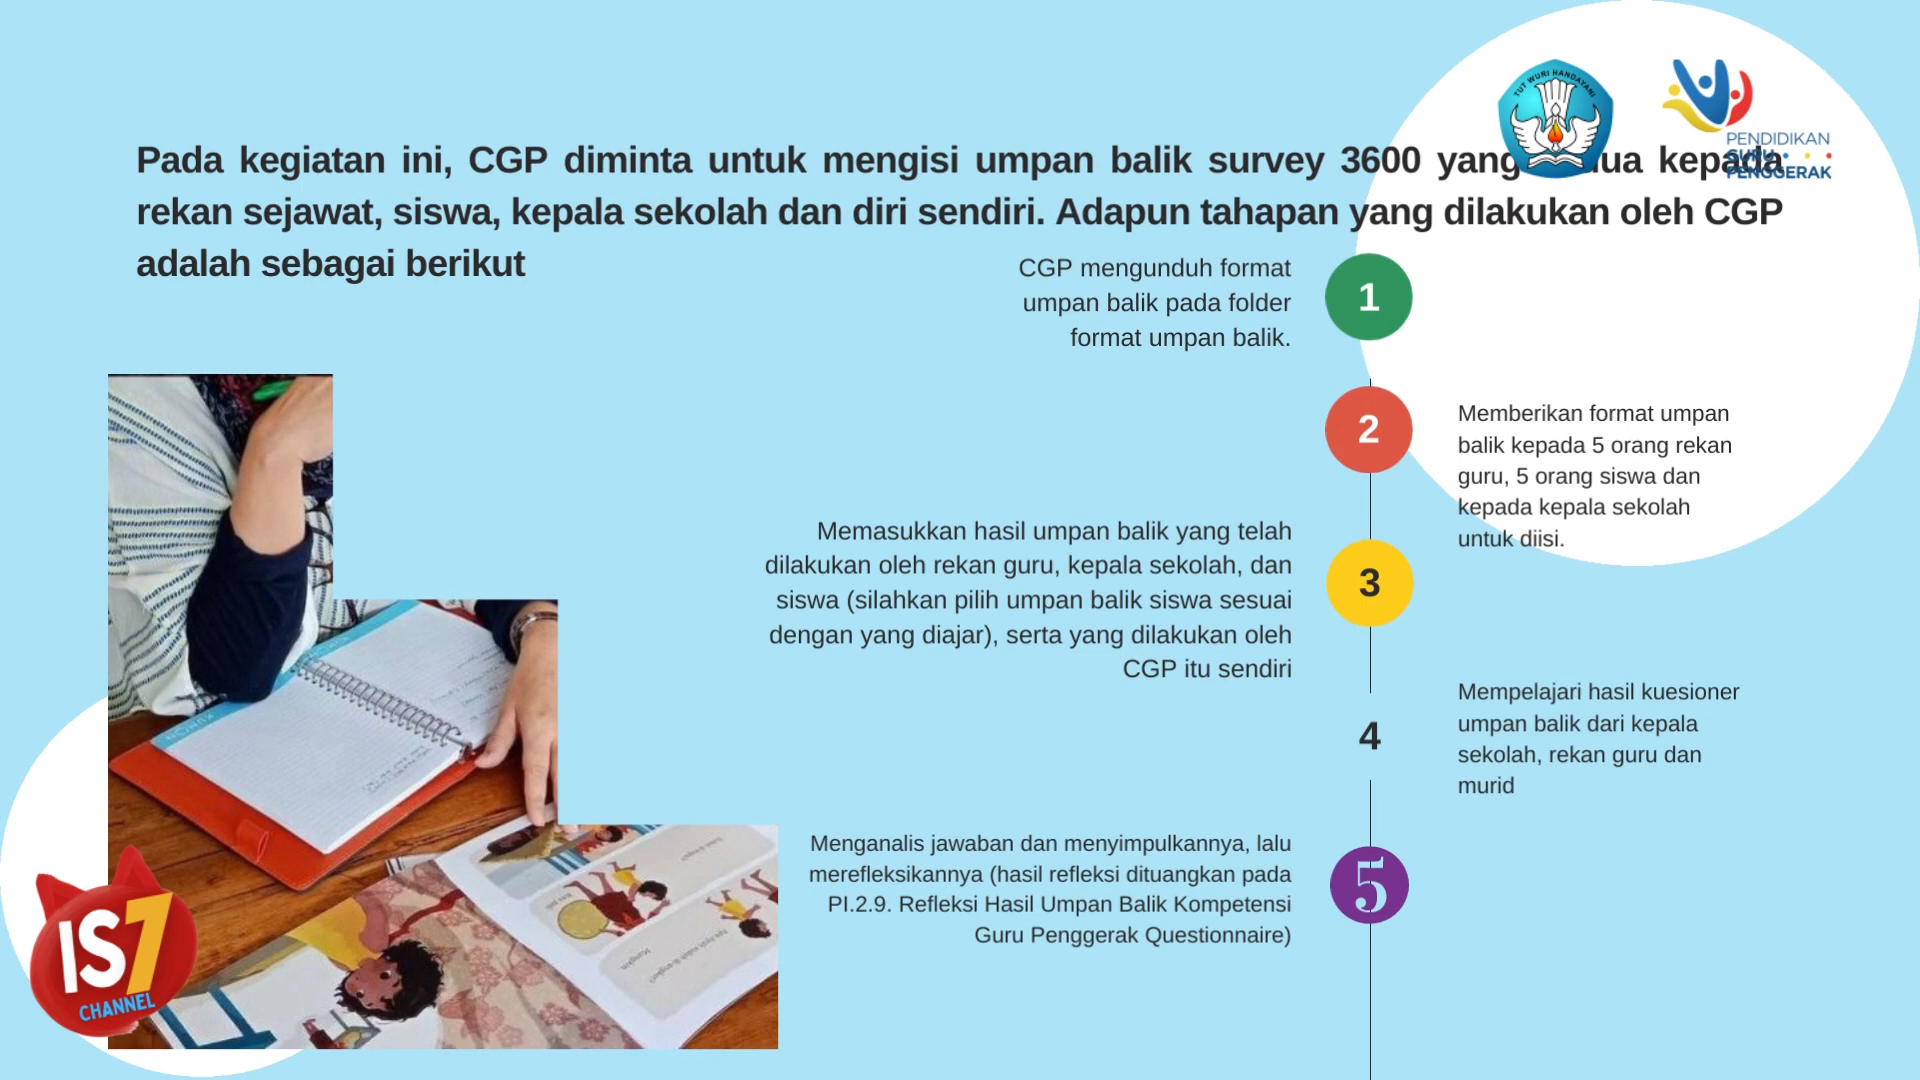 TUT WURI HANDAYANI
PENDIDIKAN
GURU
PENGGERAK
Pada kegiatan ini, CGP diminta untuk mengisi umpan balik survey 3600 yang kepada
rekan sejawat, siswa, kepala sekolah dan diri sendiri. Adapun tahapan yang dilakukan oleh CGP
adalah sebagai berikut
CGP mengunduh format
umpan balik pada folder
format umpan balik.
1
2
Memberikan format umpan
balik kepada 5 orang rekan
guru, 5 orang siswa dan
kepada kepala sekolah
untuk diisi.
Memasukkan hasil umpan balik yang telah
dilakukan oleh rekan guru, kepala sekolah, dan
siswa (silahkan pilih umpan balik siswa sesuai
dengan yang diajar), serta yang dilakukan oleh
CGP itu sendiri
3
4
Mempelajari hasil kuesioner
umpan balik dari kepala
sekolah, rekan guru dan
murid
Menganalis jawaban dan menyimpulkannya, lalu
merefleksikannya (hasil refleksi dituangkan pada
PI.2.9. Refleksi Hasil Umpan Balik Kompetensi
Guru Penggerak Questionnaire)
5
IS7
CHANNEL